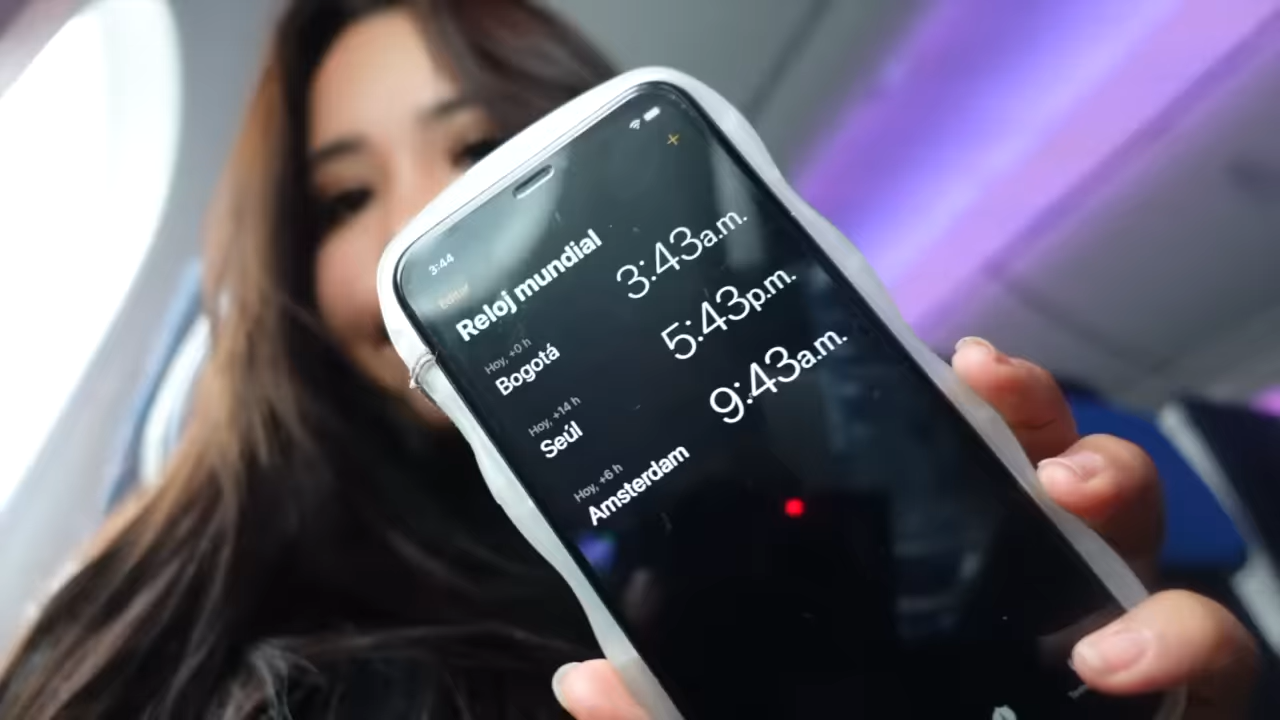 3:44
Editar
Reloj mundial
Hoy, +0 h
Bogotá
3:43a.m.
Hoy, +14 h
Seúl
5:43p.m.
Hoy, +6 h
Amsterdam
9:43a.m.